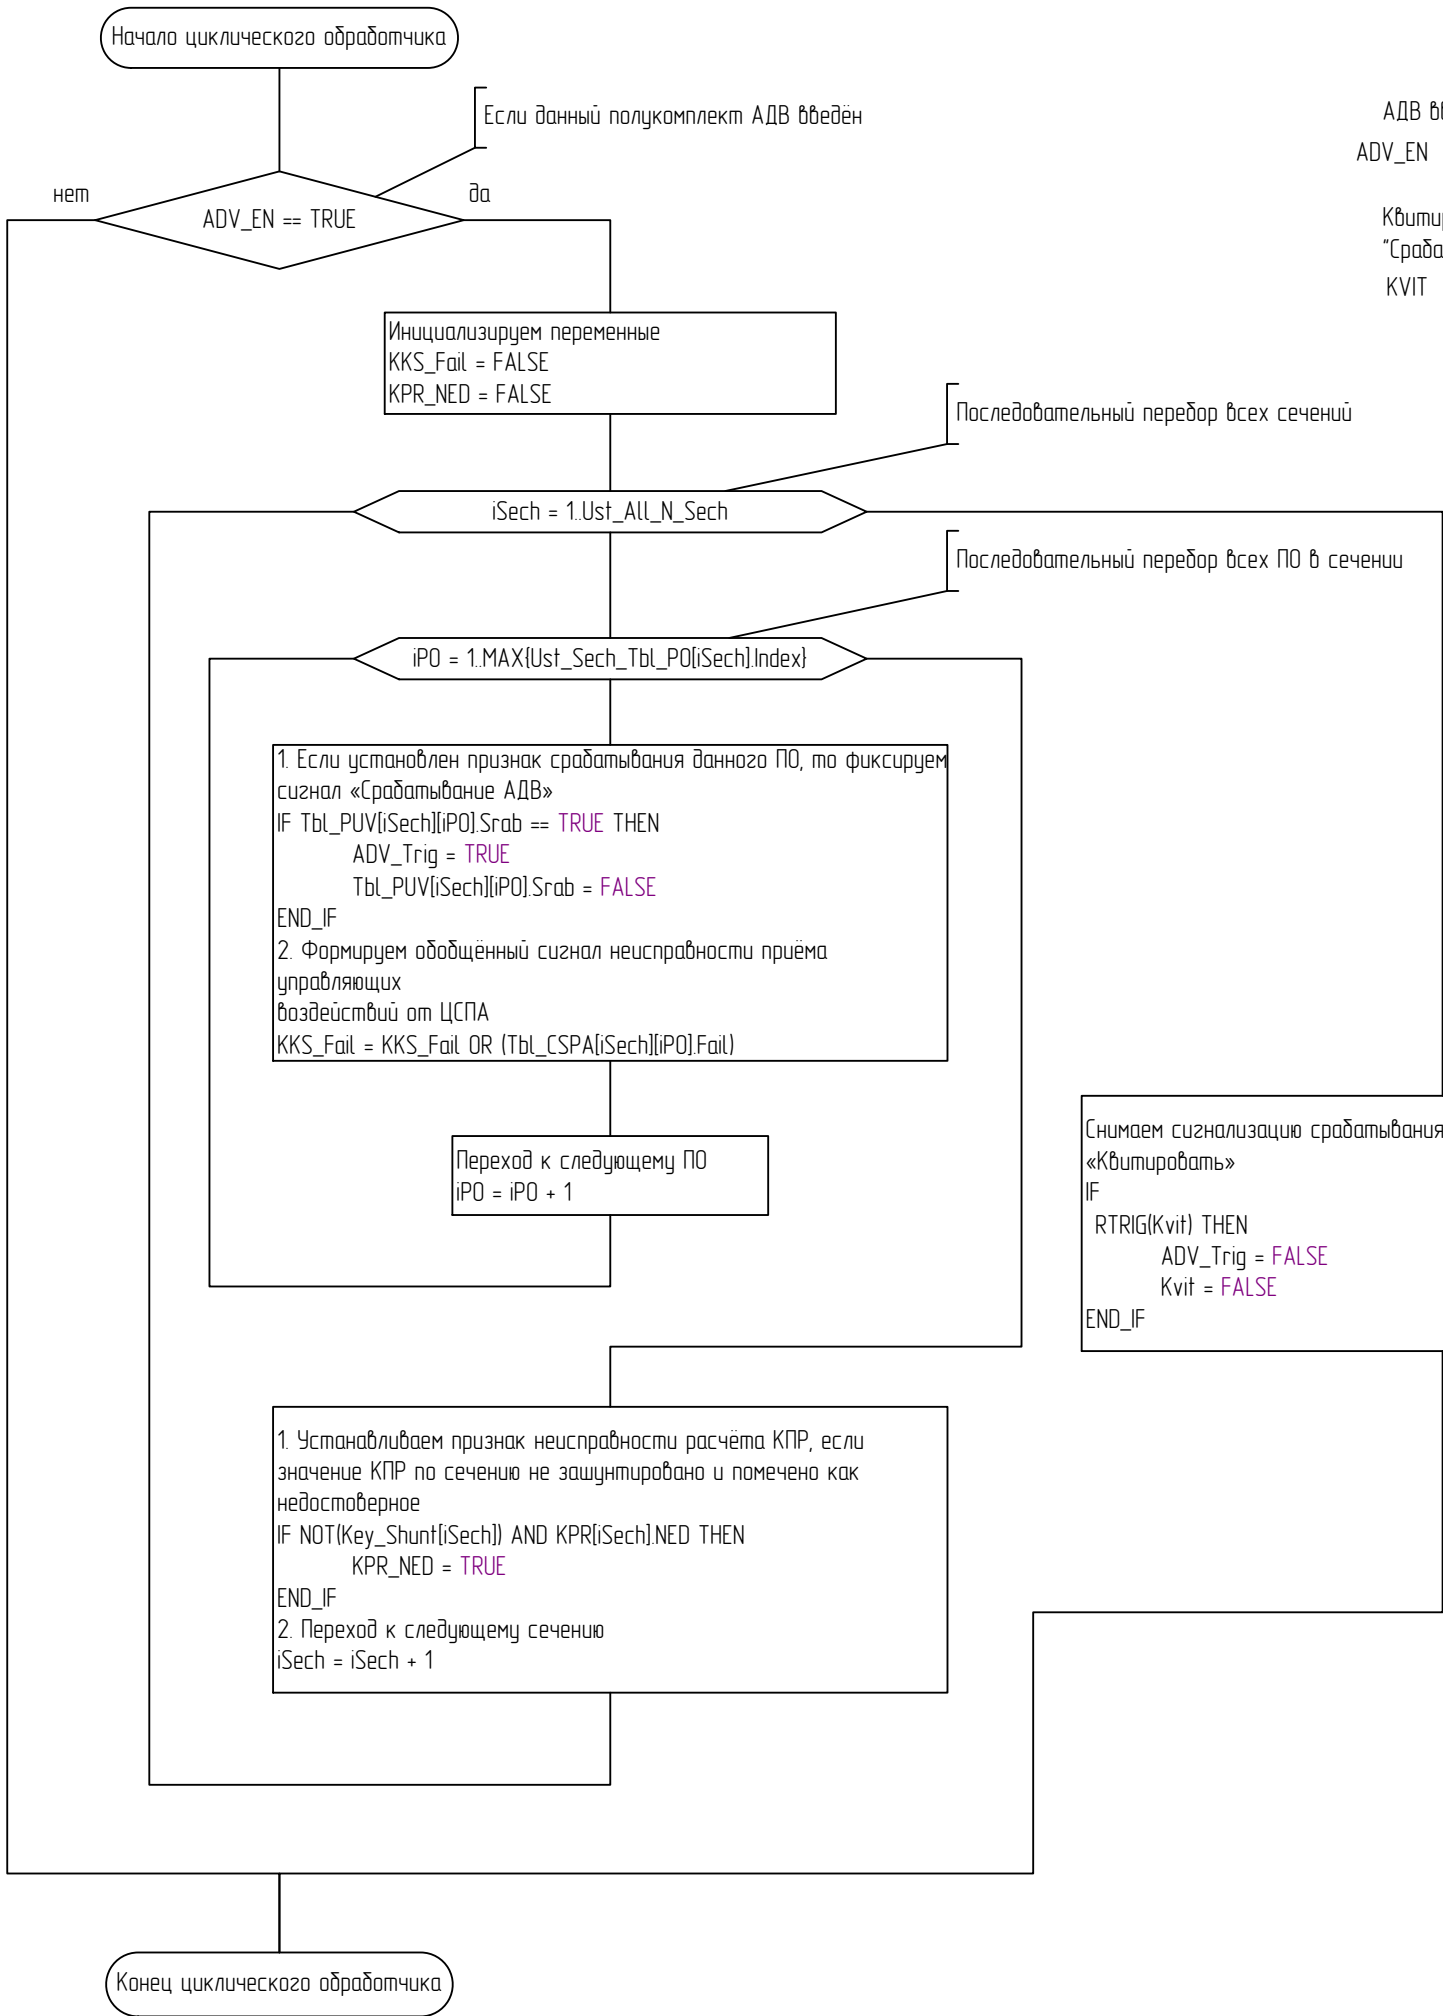 Начало циклического обработчика
Если данный полукомплект АДВ введён
АДВ
ADV_EN
нет
да
ADV_EN == TRUE
KVIT
Инициализируем переменные
KKS_Fail = FALSE
KPR_NED = FALSE
Последовательный перебор всех сечений
iSech = 1..Ust_All_N_Sech
Последовательный перебор всех ПО в сечении
iPO = 1..MAX{Ust_Sech_Tbl_PO[iSech].Index}
1. Если установлен признак срабатывания данного ПО, то фиксируем
сигнал «Срабатывание АДВ»
IF Tbl_PUV[iSech][iPO].Srab == TRUE THEN
ADV_Trig = TRUE
Tbl_PUV[iSech][iPO].Srab = FALSE
END_IF
2. Формируем обобщённый сигнал неисправности приёма
управляющих
воздействий от ЦСПА
KKS_Fail = KKS_Fail OR (Tbl_CSPA[iSech][iPO].Fail)
Переход к следующему ПО
iPO = iPO + 1
Снимаем сигнализацию срабатывания
«Квитировать»
IF
RTRIG(Kvit) THEN
ADV_Trig = FALSE
Kvit = FALSE
END_IF
1. Устанавливаем признак неисправности расчёта КПР, если
значение КПР по сечению не зашунтировано и помечено как
недостоверное
IF NOT(Key_Shunt[iSech]) AND KPR[iSech].NED THEN
KPR_NED = TRUE
END_IF
2. Переход к следующему сечению
iSech = iSech + 1
Конец циклического обработчика